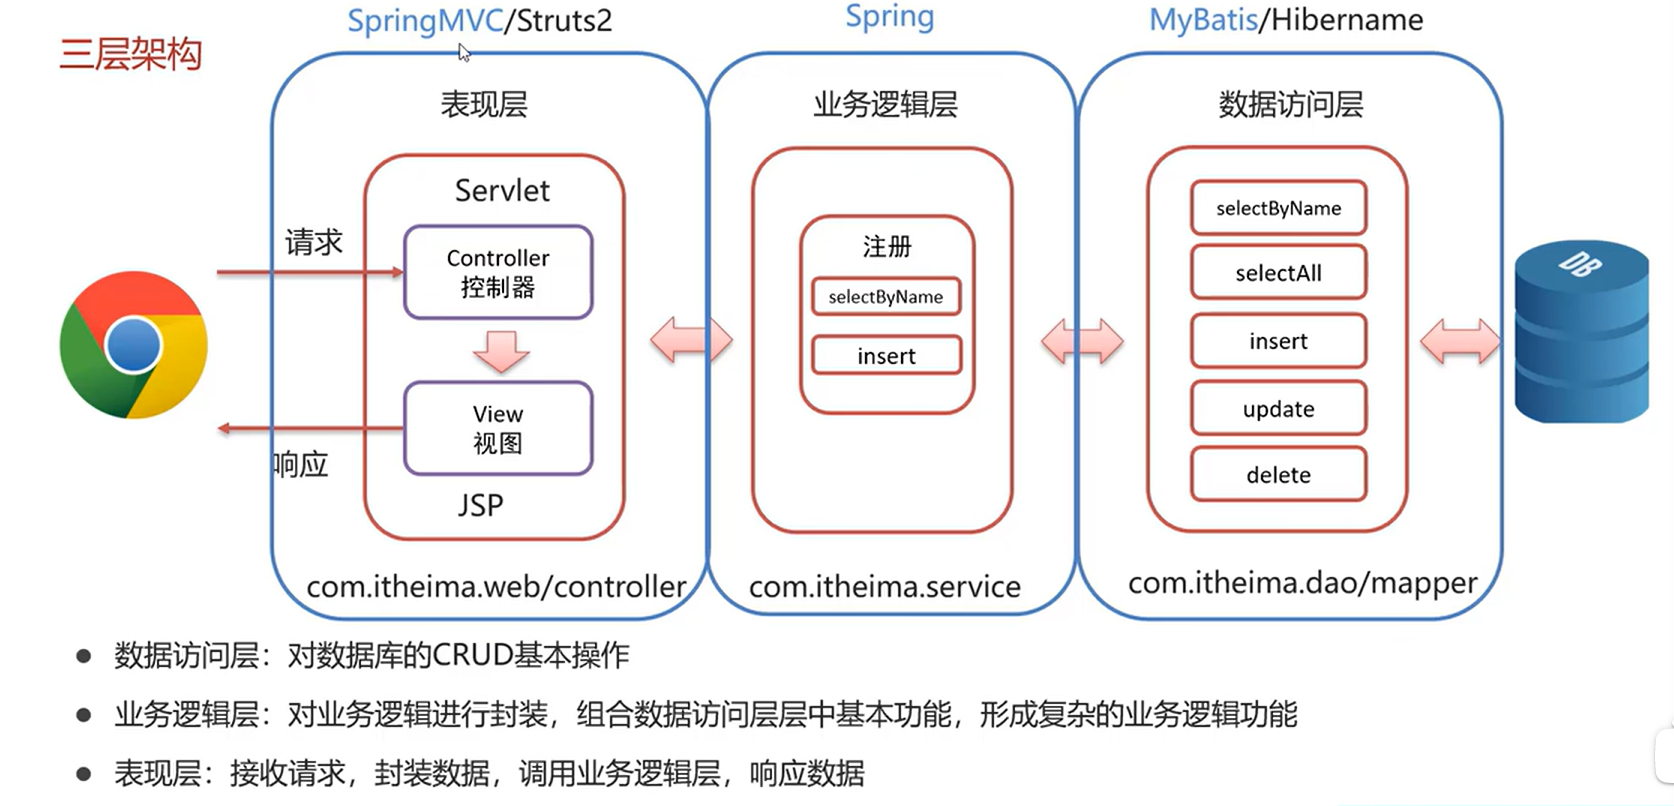 三层架构
SpringMVC/Struts2
Spring
MyBatis/Hibername
表现层
业务逻辑层
数据访问层
Servlet
请求
Controller
控制器
View
视图
响应
JSP
注册
selectByName
insert
selectByName
selectAll
insert
update
delete
DB
com.itheima.web/controller
com.itheima.service
com.itheima.dao/mapper
● 数据访问层：对数据库的CRUD基本操作
● 业务逻辑层：对业务逻辑进行封装，组合数据访问层层中基本功能，形成复杂的业务逻辑功能
● 表现层：接收请求，封装数据，调用业务逻辑层，响应数据